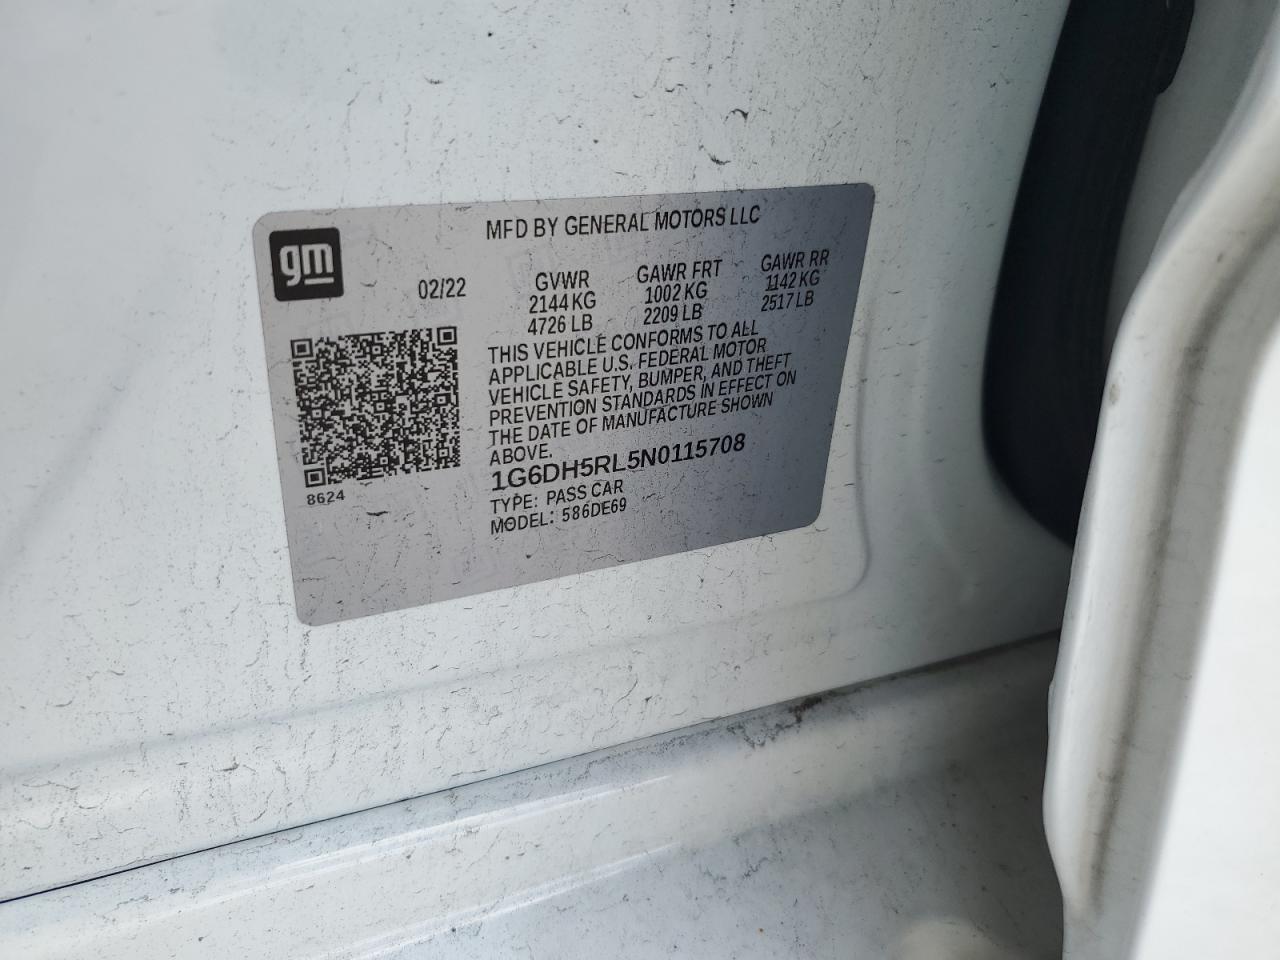 gm
MFD BY GENERAL MOTORS LLC
02/22
GVWR
2144 KG
4726 LB
GAWR FRT
1002 KG
2209 LB
GAWR RR
1142 KG
2517 LB
THIS VEHICLE CONFORMS TO ALL
APPLICABLE U.S. FEDERAL MOTOR
VEHICLE SAFETY, BUMPER, AND THEFT
PREVENTION STANDARDS IN EFFECT ON
THE DATE OF MANUFACTURE SHOWN
ABOVE.
1G6DH5RL5N0115708
TYPE: PASS CAR
MODEL: 586DE69
8624